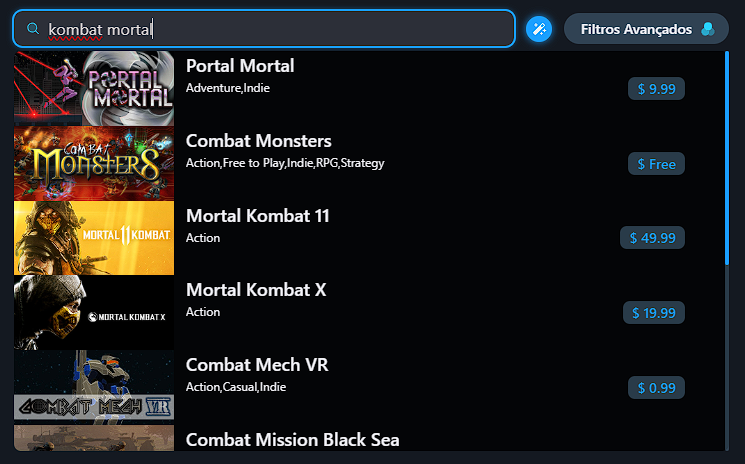 kombat mortal
Filtros Avançados
PORTAL
MORTAL
Portal Mortal
Adventure,Indie
$ 9.99
COMBAT
MONSTERS
Combat Monsters
Action,Free to Play,Indie,RPG,Strategy
$ Free
MORTAL 11 KOMBAT
Mortal Kombat 11
Action
$ 49.99
MORTAL KOMBAT X
Mortal Kombat X
Action
$ 19.99
COMBAT MECH VR
Combat Mech VR
Action,Casual,Indie
$ 0.99
Combat Mission Black Sea